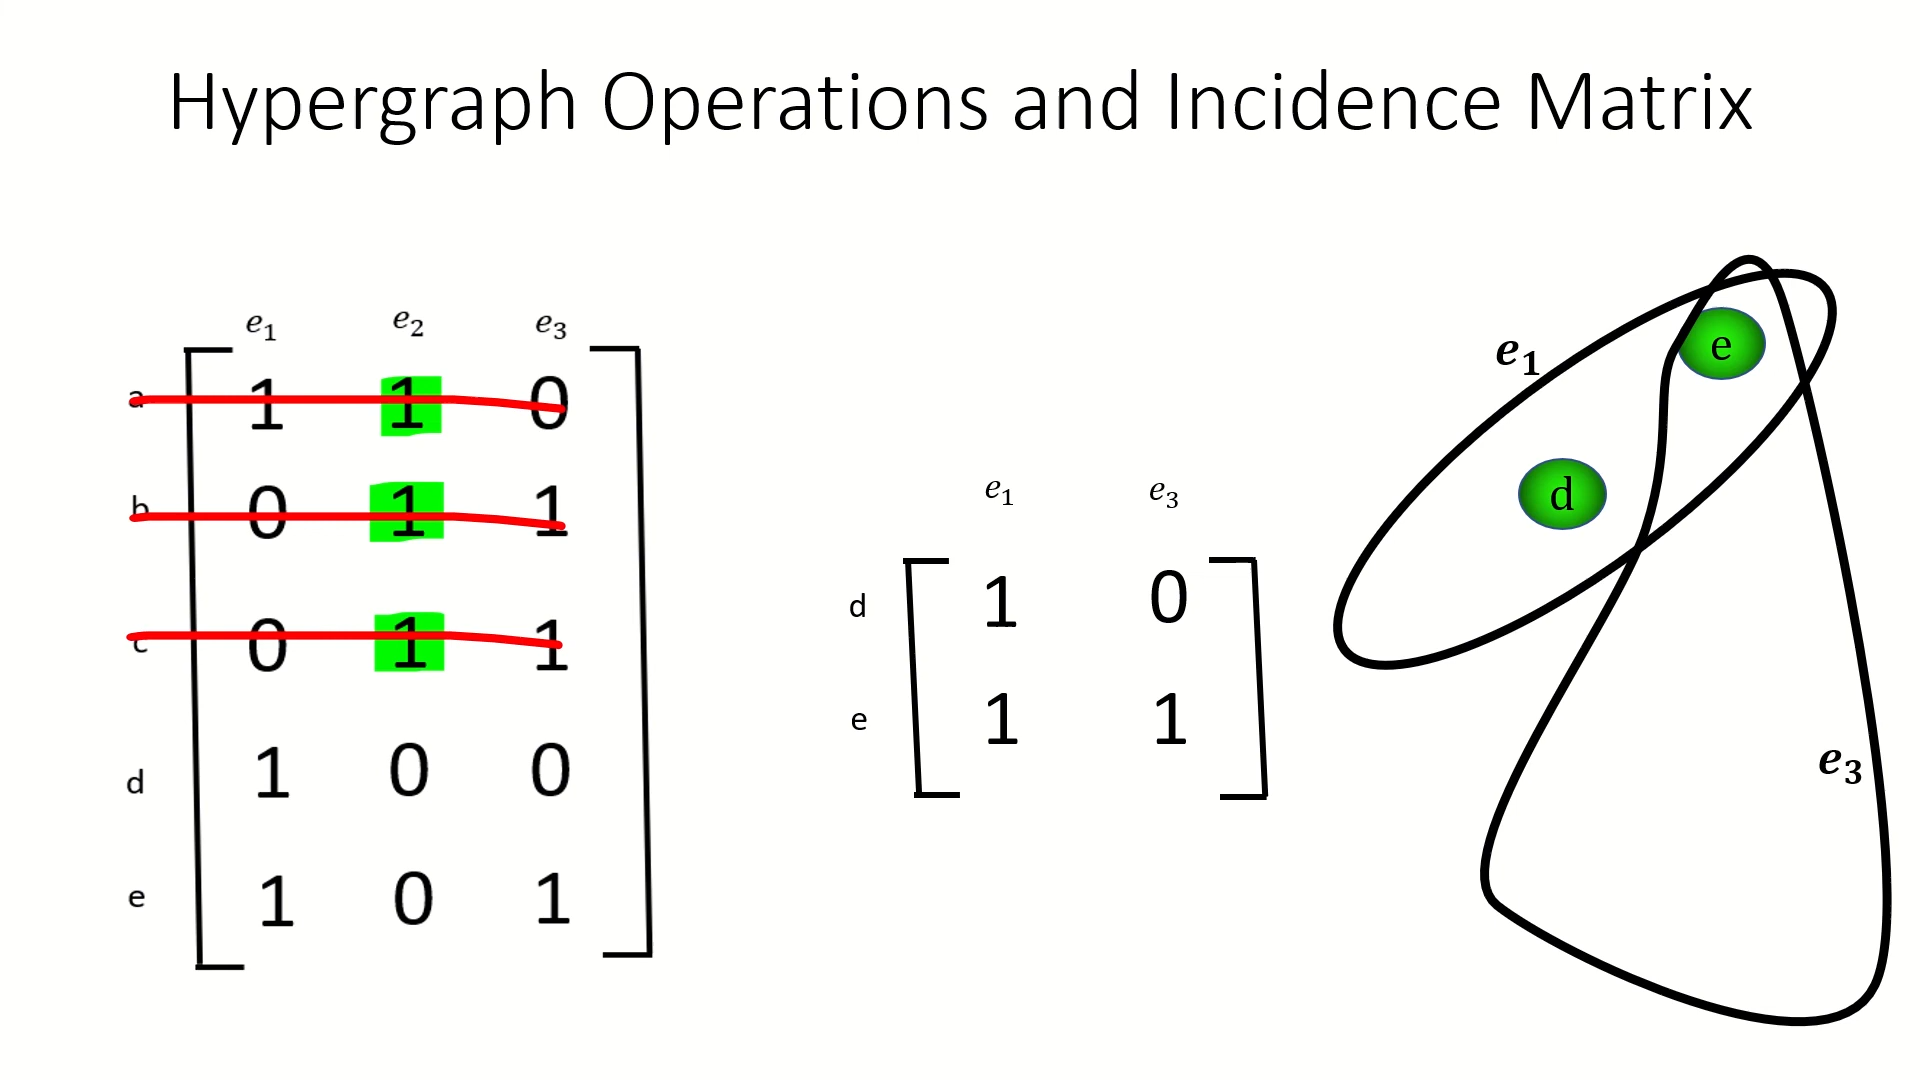 Hypergraph Operations and Incidence Matrix
e₁ e₂ e₃
a 1 1 0
b 0 1 1
c 0 1 1
d 1 0 0
e 1 0 1
e₁ e₃
d 1 0
e 1 1
e₁
e
d
e₃